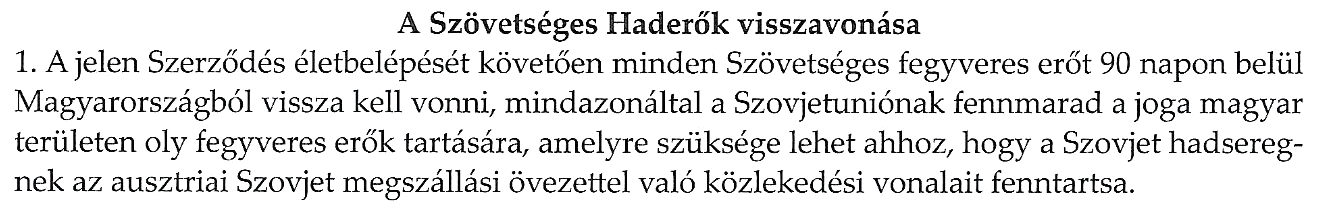 A Szövetséges Haderők visszavonása
1. A jelen Szerződés életbelépését követően minden Szövetséges fegyveres erőt 90 napon belül
Magyarországból vissza kell vonni, mindazonáltal a Szovjetuniónak fennmarad a joga magyar
területen oly fegyveres erők tartására, amelyre szüksége lehet ahhoz, hogy a Szovjet hadsereg-
nek az ausztriai Szovjet megszállási övezettel való közlekedési vonalait fenntartsa.